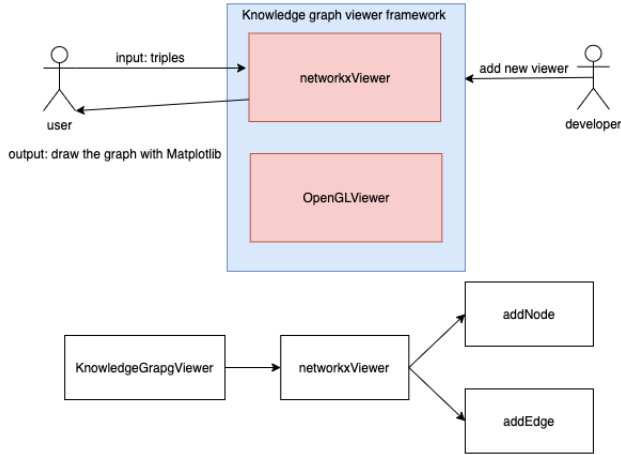 Knowledge graph viewer framework
input: triples
networkxViewer
add new viewer
user
developer
output: draw the graph with Matplotlib
OpenGLViewer
addNode
KnowledgeGrapgViewer
networkxViewer
addEdge